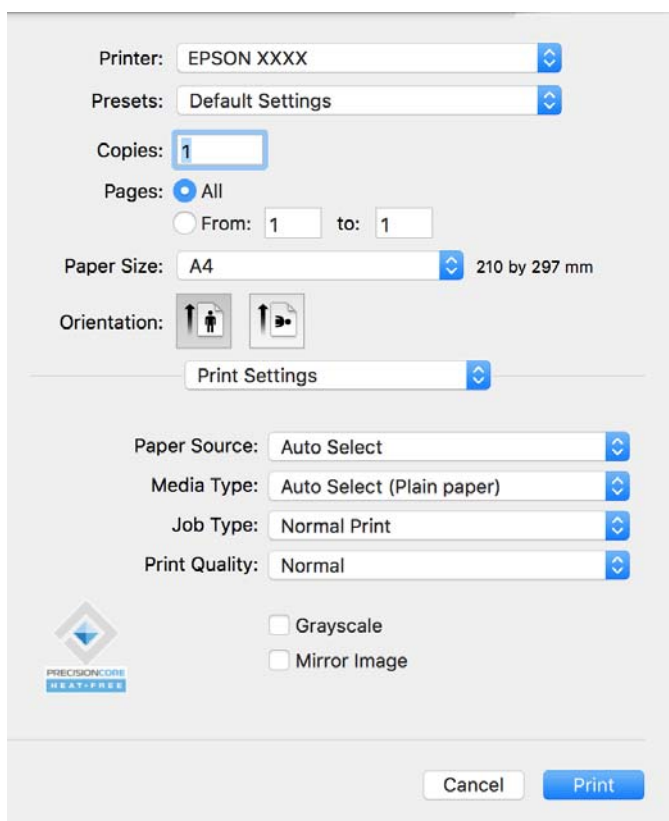 Printer: EPSON XXXX
Presets: Default Settings
Copies: 1
Pages: All
From: 1 to: 1
Paper Size: A4 210 by 297 mm
Orientation:
Print Settings
Paper Source: Auto Select
Media Type: Auto Select (Plain paper)
Job Type: Normal Print
Print Quality: Normal
Grayscale
Mirror Image
PRECISIONCORE
HEAT-FREE
Cancel Print